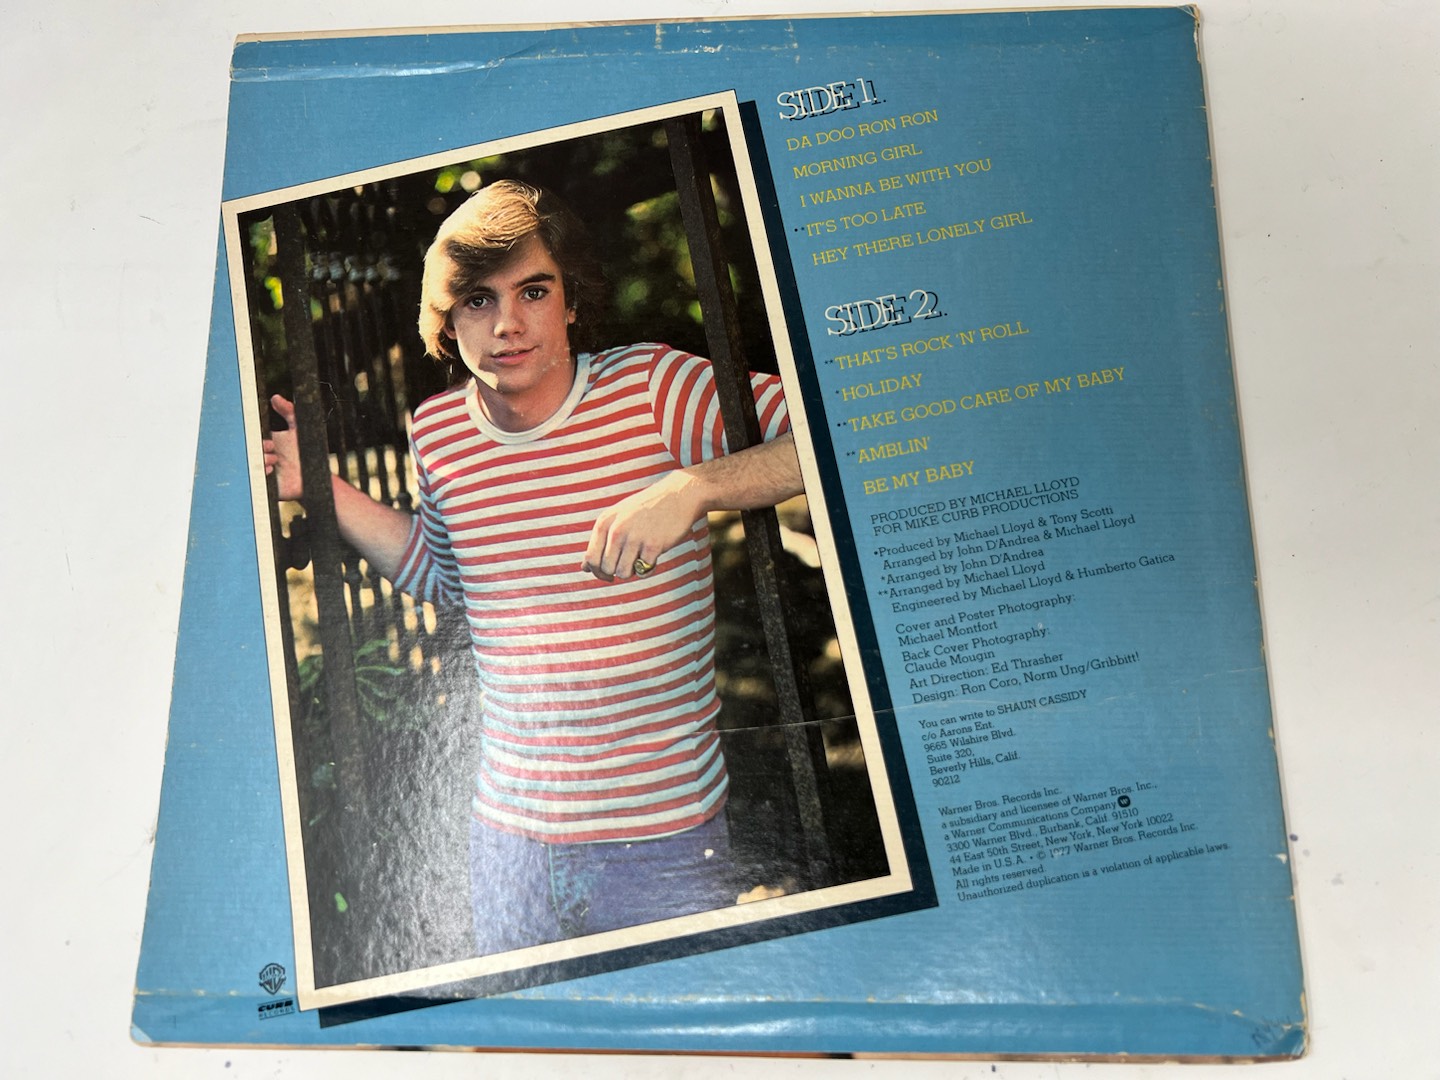 SIDE 1.
DA DOO RON RON
MORNING GIRL
I WANNA BE WITH YOU
**IT'S TOO LATE
HEY THERE LONELY GIRL
SIDE 2.
**THAT'S ROCK 'N' ROLL
*HOLIDAY
**TAKE GOOD CARE OF MY BABY
**AMBLIN'
BE MY BABY
PRODUCED BY MICHAEL LLOYD
FOR MIKE CURB PRODUCTIONS
•Produced by Michael Lloyd & Tony Scotti
Arranged by John D'Andrea & Michael Lloyd
*Arranged by John D'Andrea
**Arranged by Michael Lloyd
Engineered by Michael Lloyd & Humberto Gatica
Cover and Poster Photography:
Michael Montfort
Back Cover Photography:
Claude Mougin
Art Direction: Ed Thrasher
Design: Ron Coro, Norm Ung/Gribbitt!
You can write to SHAUN CASSIDY
c/o Aarons Ent.
9665 Wilshire Blvd.
Suite 320,
Beverly Hills, Calif.
90212
Warner Bros. Records Inc.
a subsidiary and licensee of Warner Bros. Inc.,
a Warner Communications Company
3300 Warner Blvd., Burbank, Calif. 91510
44 East 50th Street, New York, New York 10022
Made in U.S.A. • © 1977 Warner Bros. Records Inc.
All rights reserved.
Unauthorized duplication is a violation of applicable laws.
CURB
RECORDS